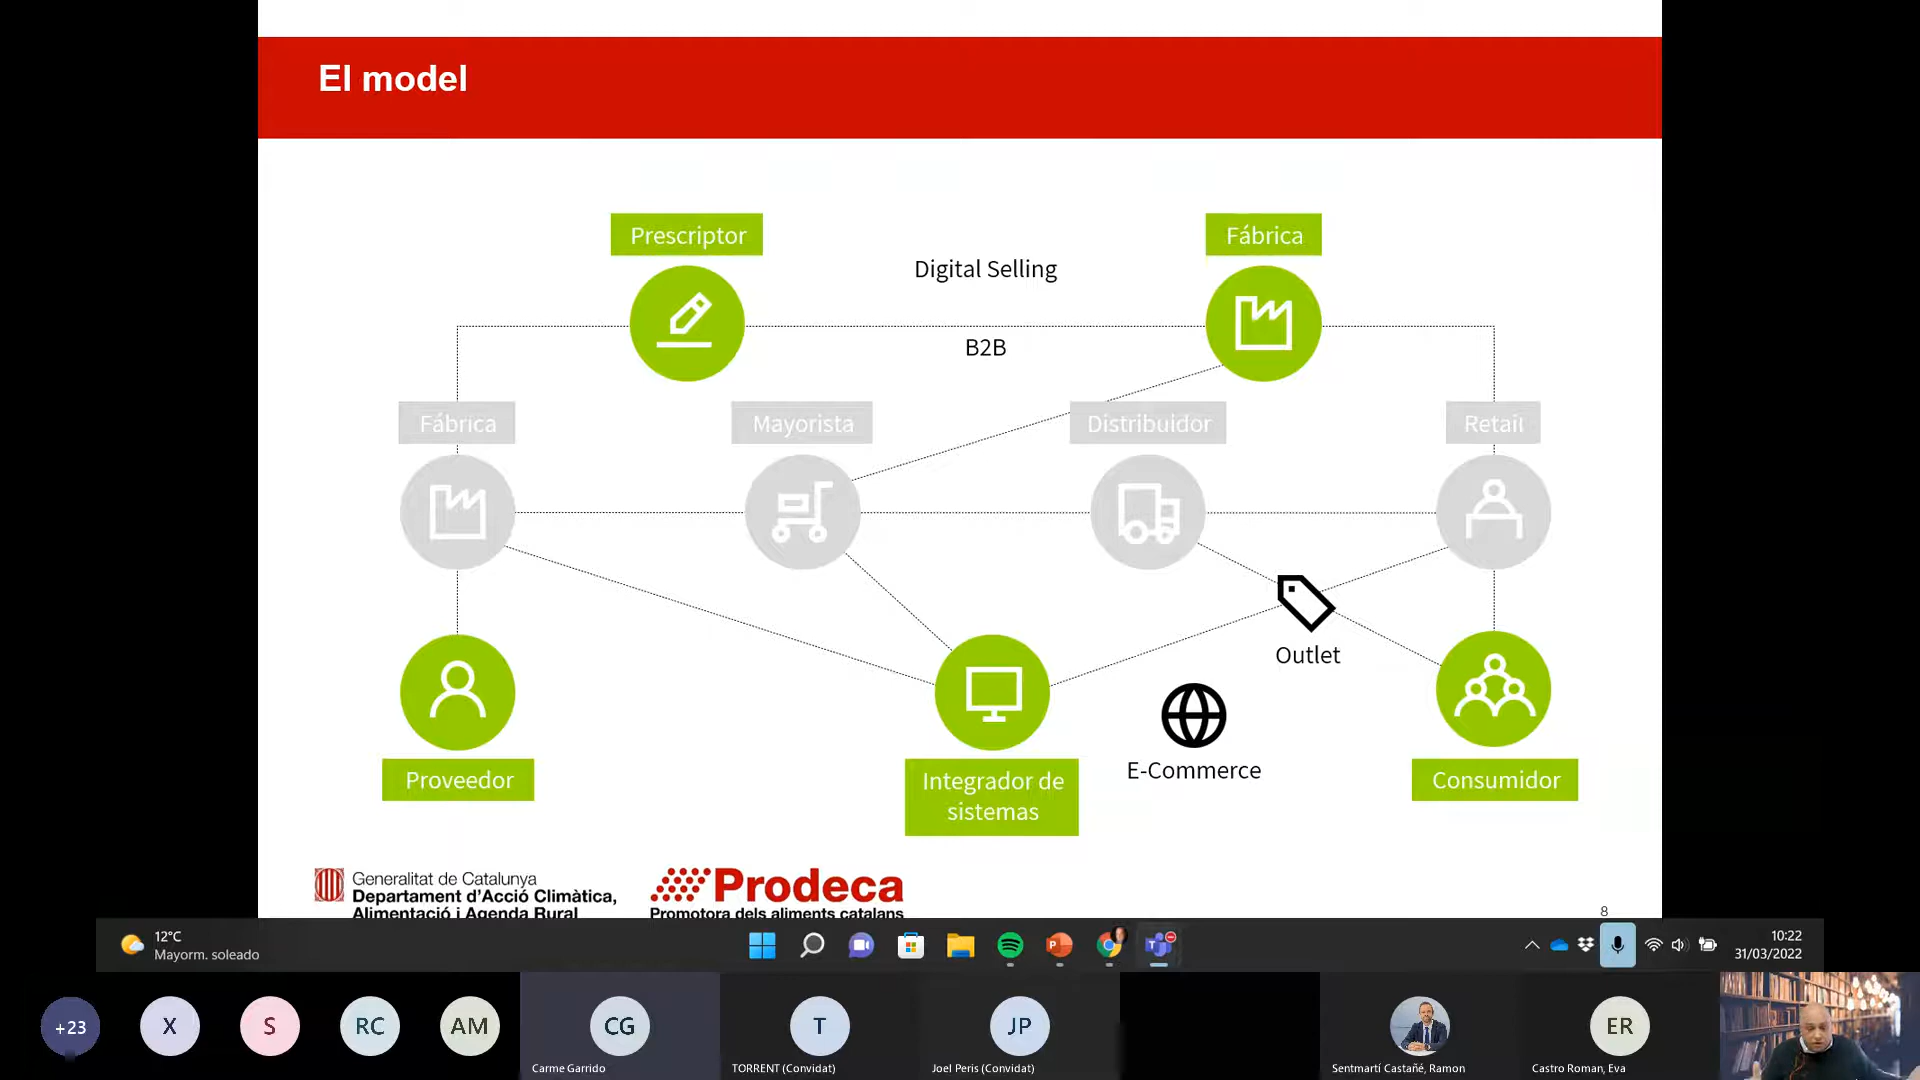 El model
Prescriptor
Fábrica
Digital Selling
B2B
Fábrica
Mayorista
Distribuidor
Retail
Outlet
E-Commerce
Proveedor
Integrador de
sistemas
Consumidor
Generalitat de Catalunya
Departament d'Acció Climàtica,
Alimentació i Agenda Rural
Prodeca
Promotora dels aliments catalans
8
12°C
Mayorm. soleado
10:22
31/03/2022
+23
X
S
RC
AM
CG
Carme Garrido
T
TORRENT (Convidat)
JP
Joel Peris (Convidat)
Sentmartí Castañé, Ramon
ER
Castro Roman, Eva